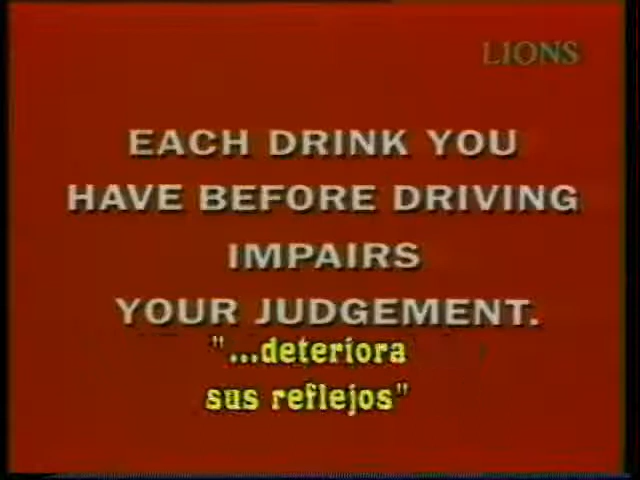 LIONS
EACH DRINK YOU
HAVE BEFORE DRIVING
IMPAIRS
YOUR JUDGEMENT.
"...deteriora
sus reflejos"